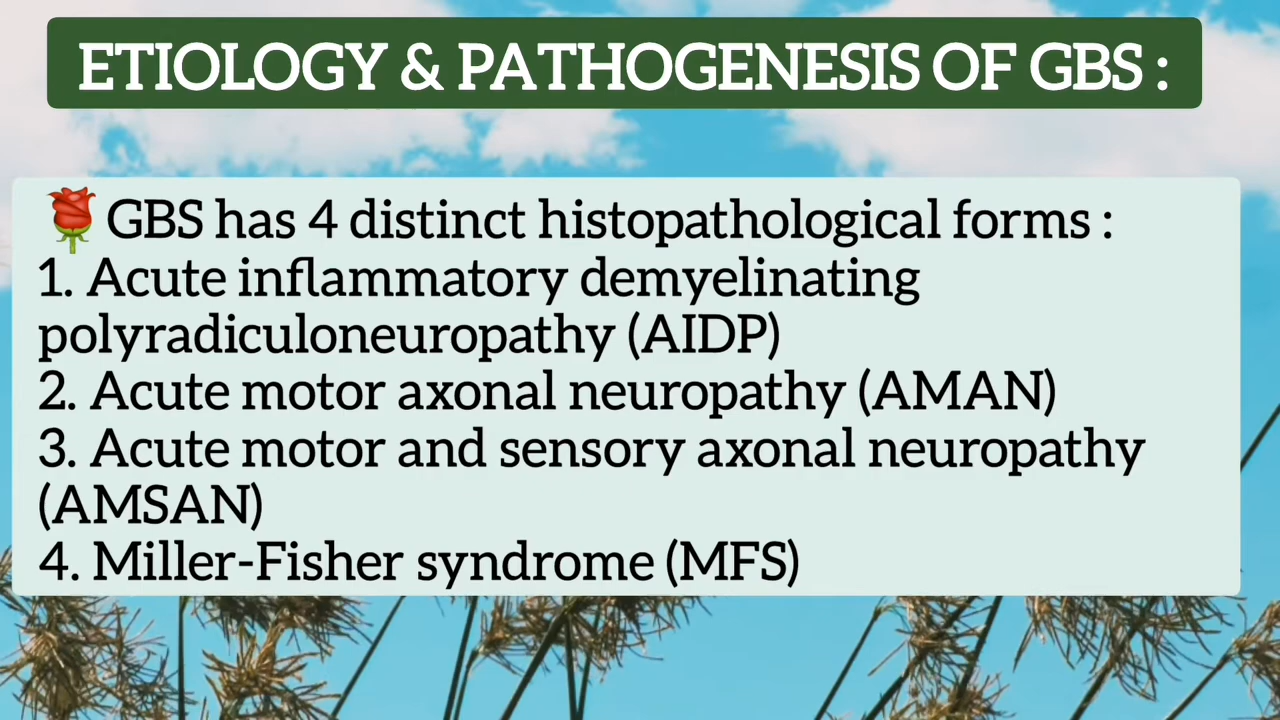 ETIOLOGY & PATHOGENESIS OF GBS :
🌹GBS has 4 distinct histopathological forms :
1. Acute inflammatory demyelinating
polyradiculoneuropathy (AIDP)
2. Acute motor axonal neuropathy (AMAN)
3. Acute motor and sensory axonal neuropathy
(AMSAN)
4. Miller-Fisher syndrome (MFS)